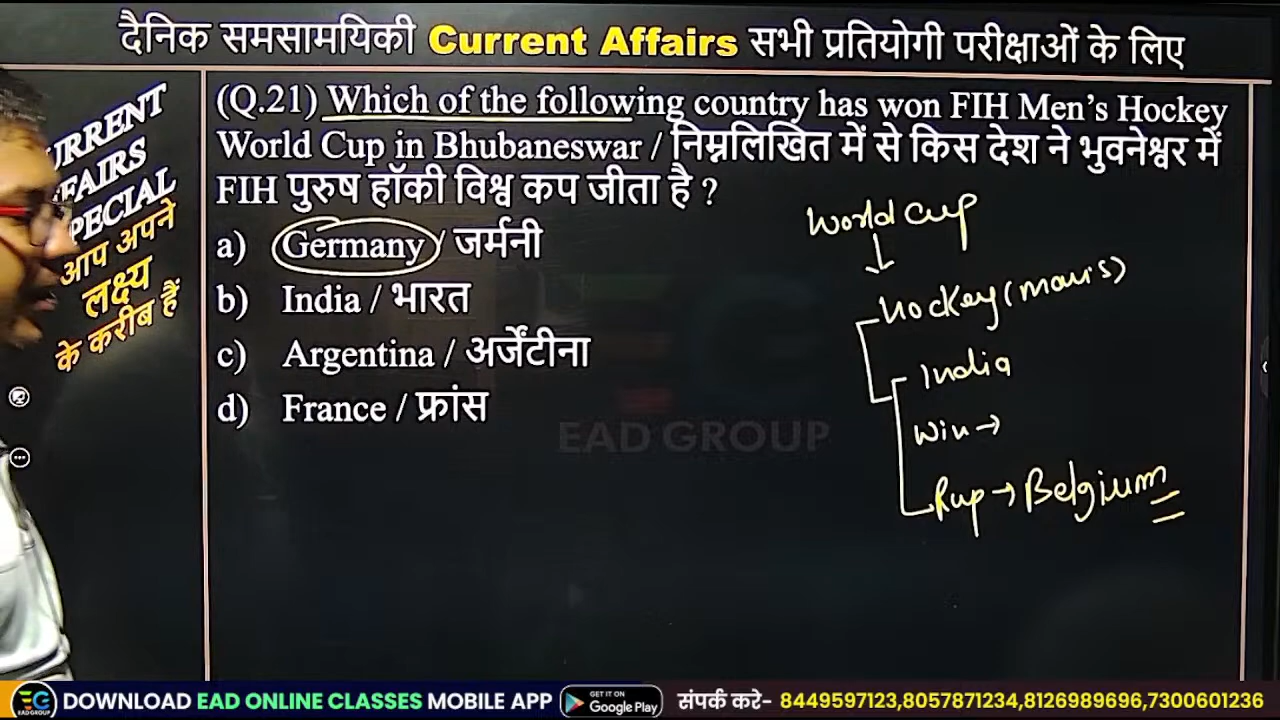 दैनिक समसामयिकी Current Affairs सभी प्रतियोगी परीक्षाओं के लिए
URRENT
FFAIRS
PECIAL
आप अपने
लक्ष्य
के करीब हैं
(Q.21) Which of the following country has won FIH Men's Hockey
World Cup in Bhubaneswar / निम्नलिखित में से किस देश ने भुवनेश्वर में
FIH पुरुष हॉकी विश्व कप जीता है ?
a) Germany / जर्मनी
b) India / भारत
c) Argentina / अर्जेंटीना
d) France / फ्रांस
World Cup
Hockey
India
Win →
Rup → Belgium
EAD GROUP
EAD GROUP
DOWNLOAD EAD ONLINE CLASSES MOBILE APP
GET IT ON
Google Play
संपर्क करे- 8449597123,8057871234,8126989696,7300601236